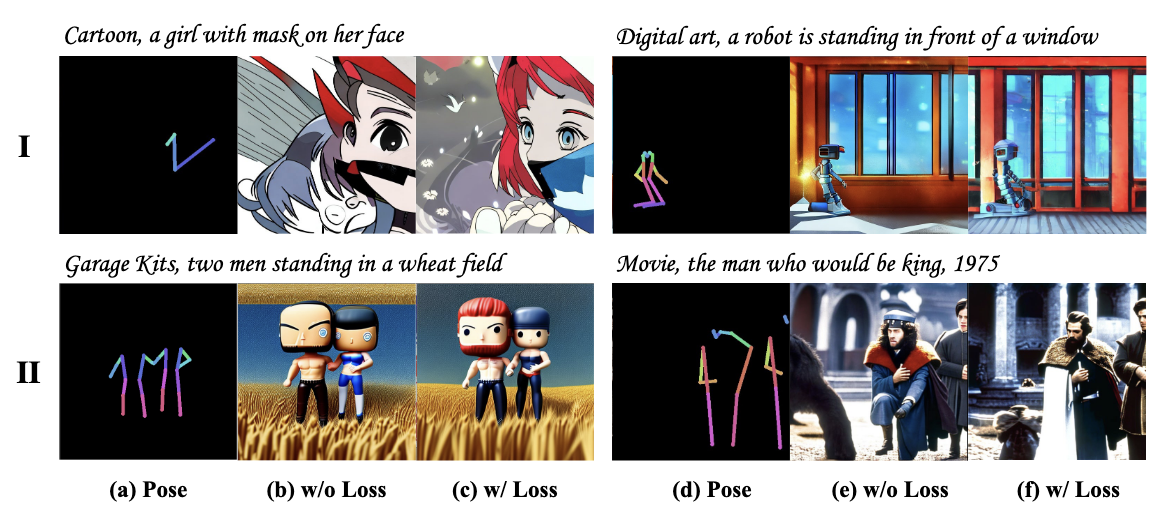 Cartoon, a girl with mask on her face
Digital art, a robot is standing in front of a window
I
Garage Kits, two men standing in a wheat field
Movie, the man who would be king, 1975
II
(a) Pose
(b) w/o Loss
(c) w/ Loss
(d) Pose
(e) w/o Loss
(f) w/ Loss